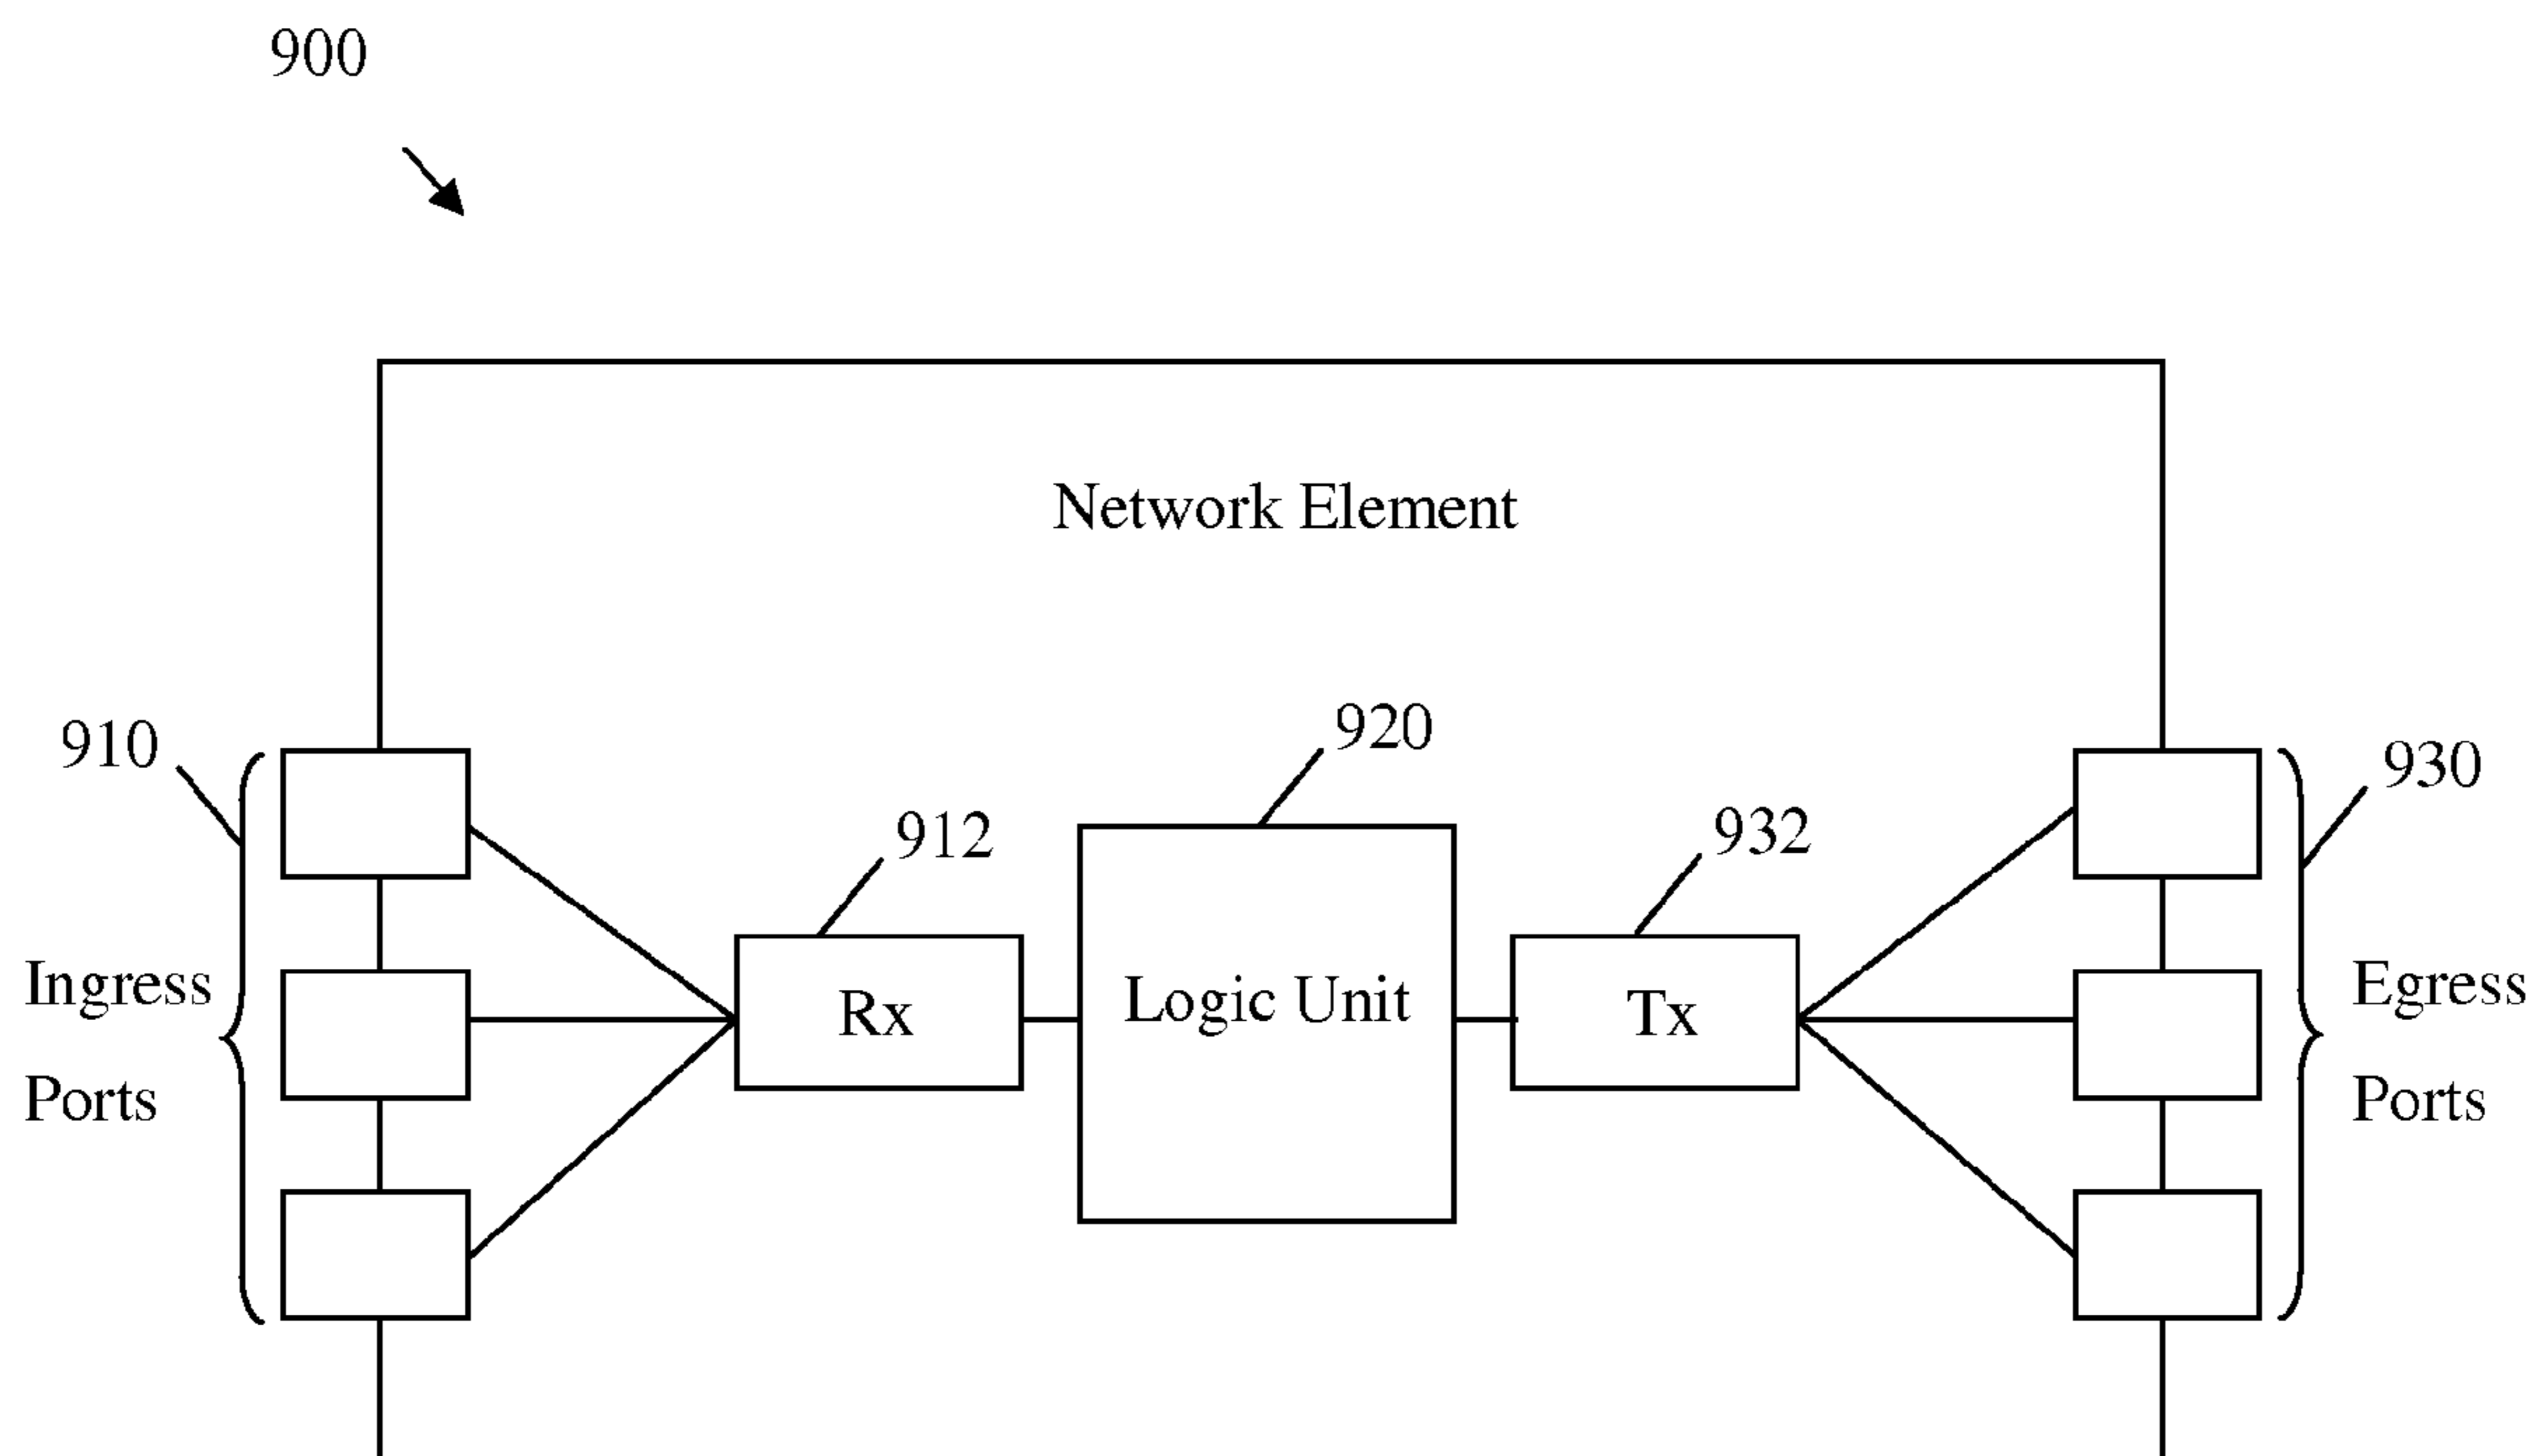 900
Network Element
910
920
930
912
932
Ingress
Ports
Rx
Logic Unit
Tx
Egress
Ports